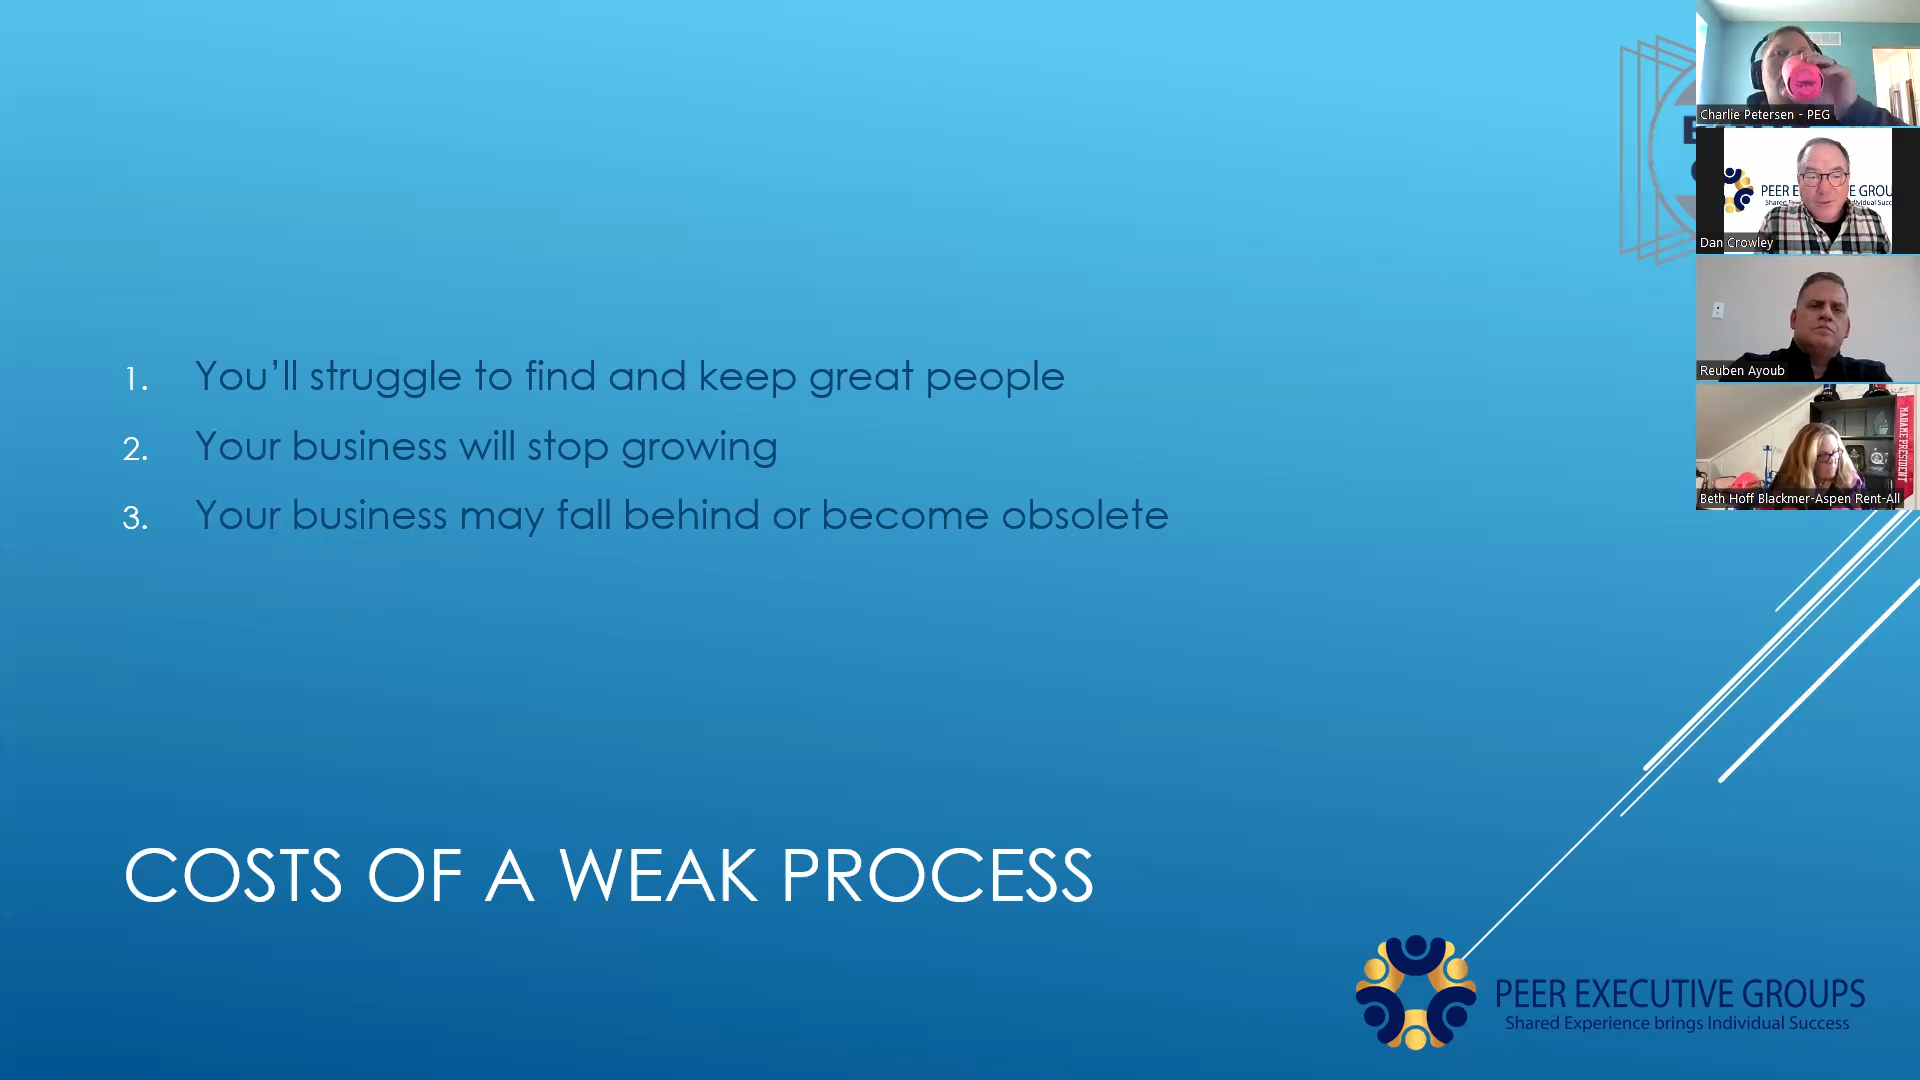 1. You’ll struggle to find and keep great people
2. Your business will stop growing
3. Your business may fall behind or become obsolete
COSTS OF A WEAK PROCESS
PEER EXECUTIVE GROUPS
Shared Experience brings Individual Success
Charlie Petersen - PEG
Dan Crowley
Reuben Ayoub
MADAME PRESIDENT
Beth Hoff Blackmer-Aspen Rent-All